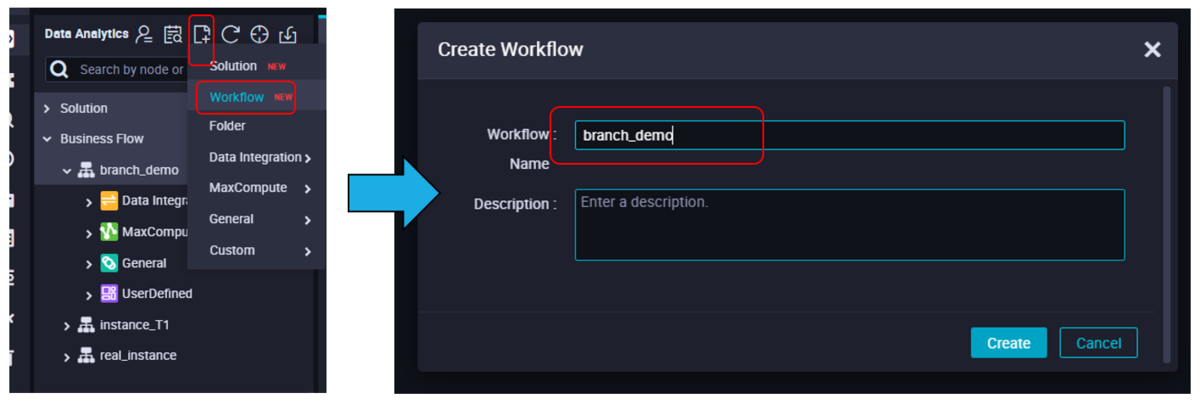 Data Analytics
Search by node or
Solution
Business Flow
branch_demo
Data Integra
MaxCompu
General
UserDefined
instance_T1
real_instance
Solution NEW
Workflow NEW
Folder
Data Integration
MaxCompute
General
Custom
Create Workflow
Workflow :
Name
branch_demo
Description :
Enter a description.
Create
Cancel